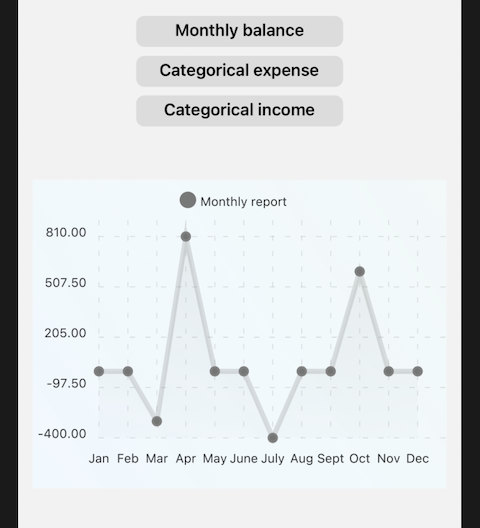 Monthly balance
Categorical expense
Categorical income
Monthly report
810.00
507.50
205.00
-97.50
-400.00
Jan Feb Mar Apr May June July Aug Sept Oct Nov Dec